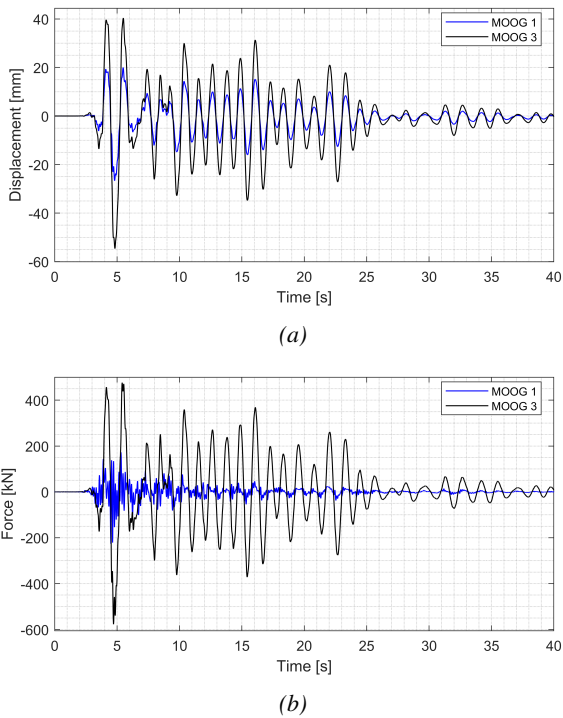 MOOG 1
MOOG 3
40
20
0
-20
-40
-60
Displacement [mm]
0 5 10 15 20 25 30 35 40
Time [s]
(a)
MOOG 1
MOOG 3
400
200
0
-200
-400
-600
Force [kN]
0 5 10 15 20 25 30 35 40
Time [s]
(b)